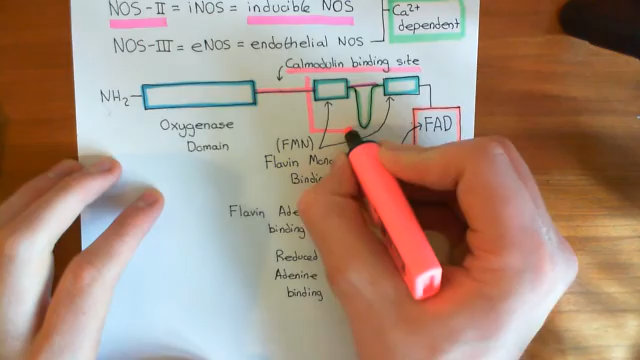 NOS-II = iNOS = inducible NOS
Ca2+
dependent
NOS-III = eNOS = endothelial NOS
Calmodulin binding site
NH2-
Oxygenase
Domain
FAD
(FMN)
Flavin Mono
Flavin
binding
Reduced
Adenine
binding